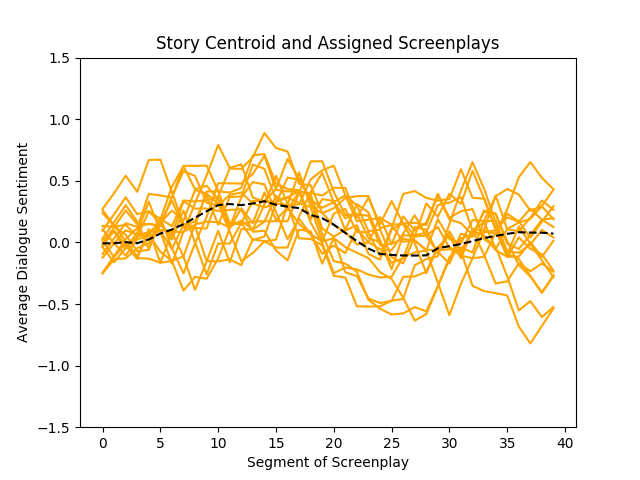 Story Centroid and Assigned Screenplays
1.5
1.0
0.5
0.0
−0.5
−1.0
−1.5
Average Dialogue Sentiment
0 5 10 15 20 25 30 35 40
Segment of Screenplay